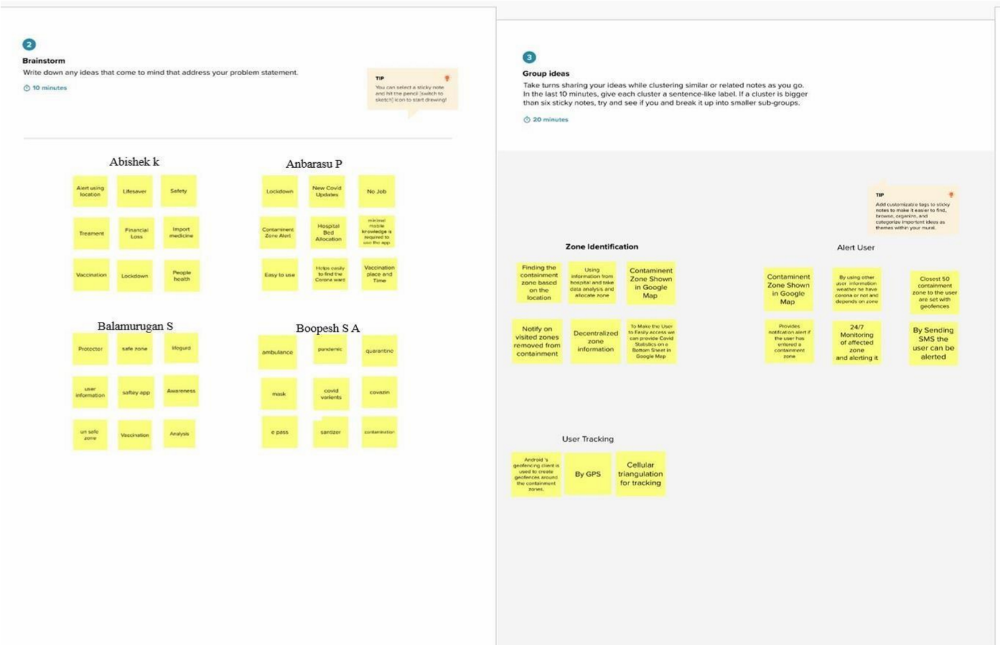 2
Brainstorm
Write down any ideas that come to mind that address your problem statement.
10 minutes
TIP
You can select a sticky note
and hit the pencil [switch to
sketch] icon to start drawing!
Abishek k
Alert using
location
Lifesaver
Safety
Treament
Financial
Loss
Import
medicine
Vaccination
Lockdown
People
health
Anbarasu P
Lockdown
New Covid
Updates
No Job
Contaminent
Zone Alert
Hospital
Bed
Allocation
minimal
mobile
knowledge is
required to
use the app
Easy to use
Helps easily
to find the
Corona ward
Vaccination
place and
Time
Balamurugan S
Protector
safe zone
lifegurd
user
information
saftey app
Awareness
un safe
zone
Vaccination
Analysis
Boopesh S A
ambulance
pandemic
quarantine
mask
covid
varients
covazin
e pass
santizer
contamination
3
Group ideas
Take turns sharing your ideas while clustering similar or related notes as you go.
In the last 10 minutes, give each cluster a sentence-like label. If a cluster is bigger
than six sticky notes, try and see if you and break it up into smaller sub-groups.
20 minutes
TIP
Add customizable tags to sticky
notes to make it easier to find,
browse, organize, and
categorize important ideas as
themes within your mural.
Zone Identification
Finding the
containment
zone based
on the
location
Using
information from
hospital and take
data analysis and
allocate zone
Contaminent
Zone Shown
in Google
Map
Notify on
visited zones
removed from
containment
Decentralized
zone
information
To Make the User
to Easily access we
can provide Covid
Statistics on a
Bottom Sheet in
Google Map
Alert User
Contaminent
Zone Shown
in Google
Map
By using other
user information
weather he have
corona or not and
depends on zone
Closest 50
containment
zone to the user
are set with
geofences
Provides
notifcation alert if
the user has
entered a
containment
zone
24/7
Monitoring
of affected
zone
and alerting it
By Sending
SMS the
user can be
alerted
User Tracking
Android 's
geofencing client is
used to create
geofences around
the containment
zones.
By GPS
Cellular
triangulation
for tracking